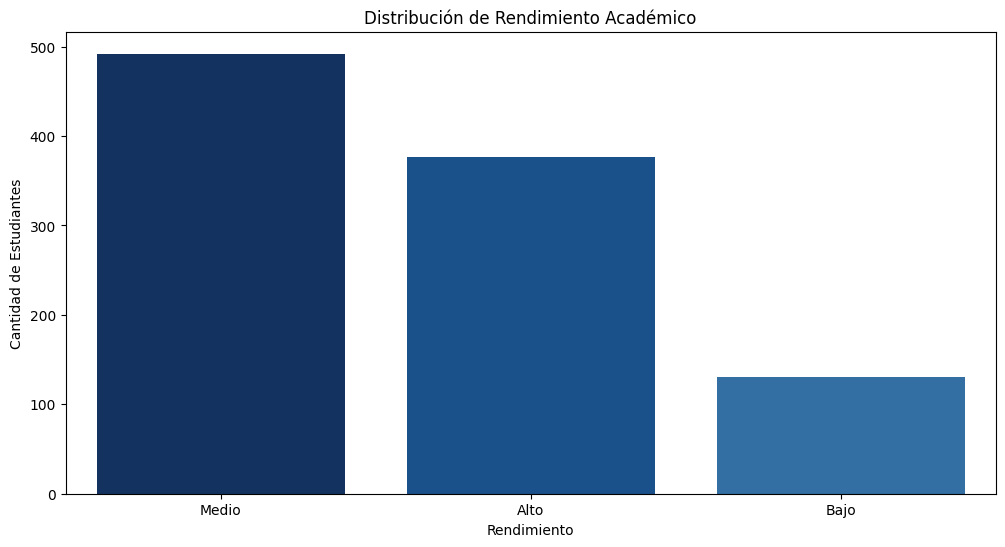 Distribución de Rendimiento Académico
Cantidad de Estudiantes
500
400
300
200
100
0
Medio
Alto
Bajo
Rendimiento